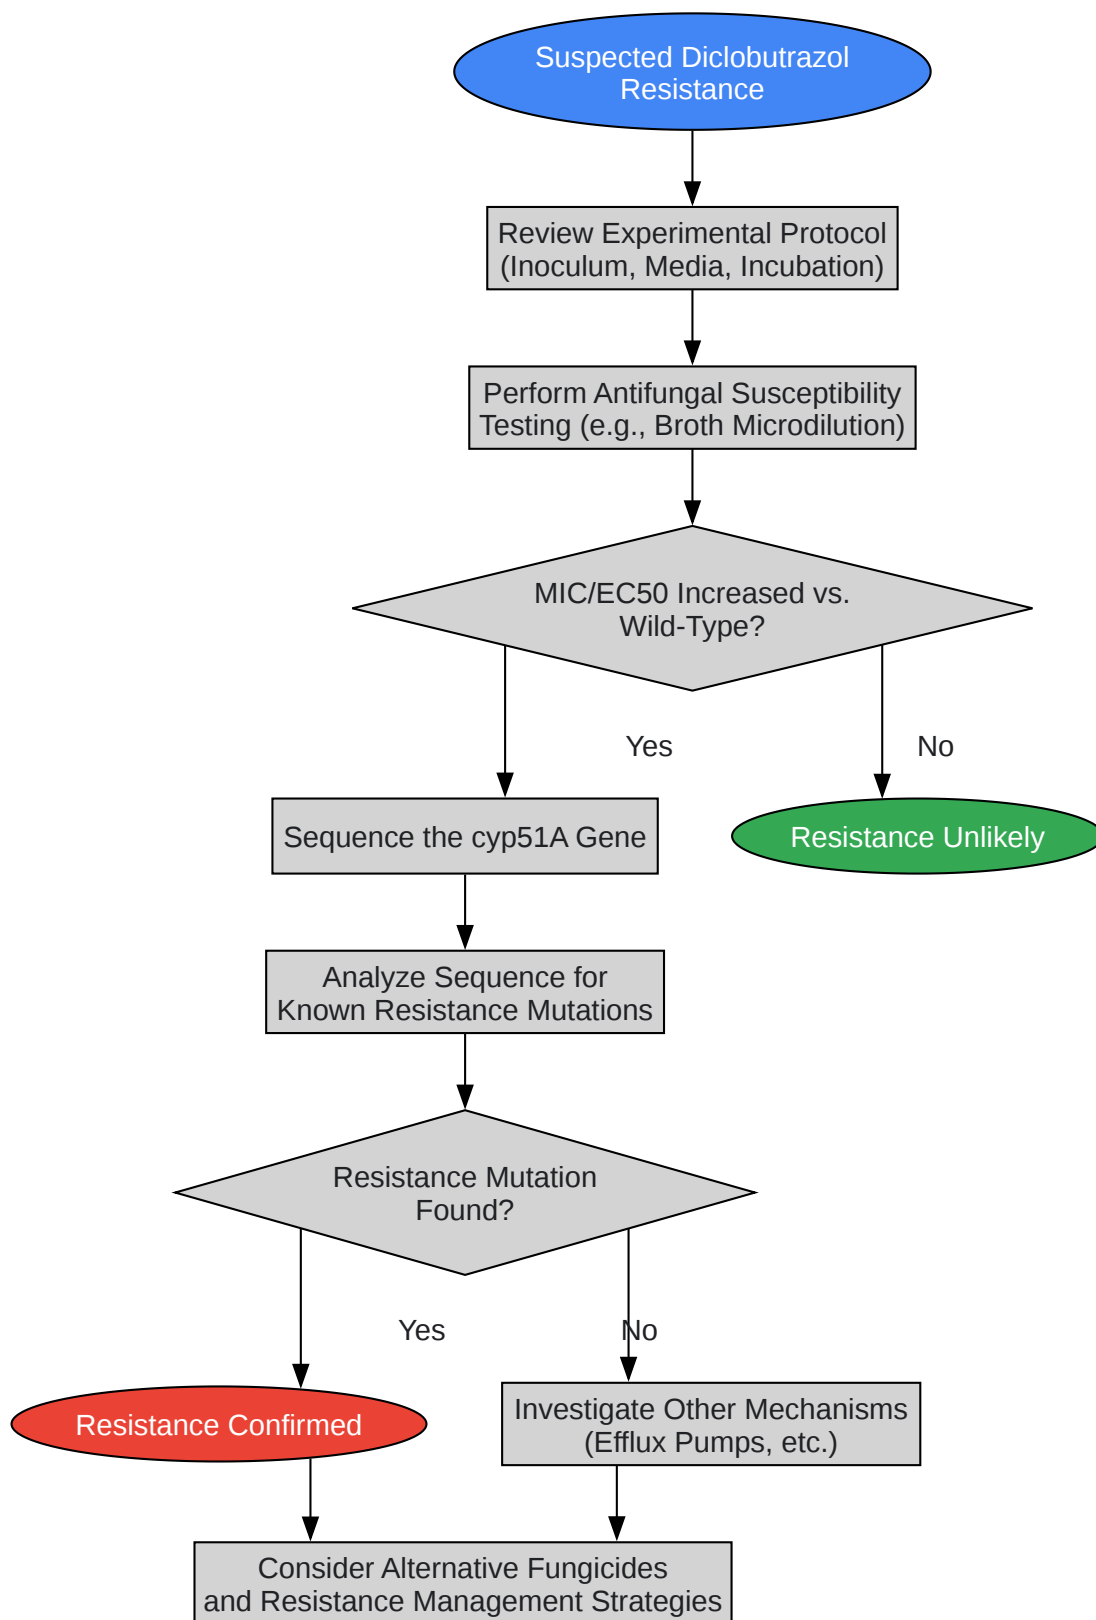 Suspected Diclobutrazol
Resistance
Review Experimental Protocol
(Inoculum, Media, Incubation)
Perform Antifungal Susceptibility
Testing (e.g., Broth Microdilution)
MIC/EC50 Increased vs.
Wild-Type?
Yes
No
Sequence the cyp51A Gene
Resistance Unlikely
Analyze Sequence for
Known Resistance Mutations
Resistance Mutation
Found?
Yes
No
Resistance Confirmed
Investigate Other Mechanisms
(Efflux Pumps, etc.)
Consider Alternative Fungicides
and Resistance Management Strategies